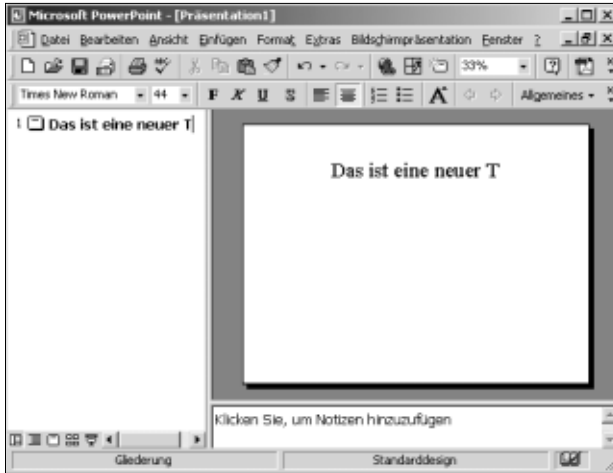 Microsoft PowerPoint - [Präsentation1]
Datei Bearbeiten Ansicht Einfügen Format Extras Bildschirmpräsentation Fenster ?
33%
Times New Roman 44 F K U S A Allgemeines
1 Das ist eine neuer T
Das ist eine neuer T
Klicken Sie, um Notizen hinzuzufügen
Gliederung Standarddesign